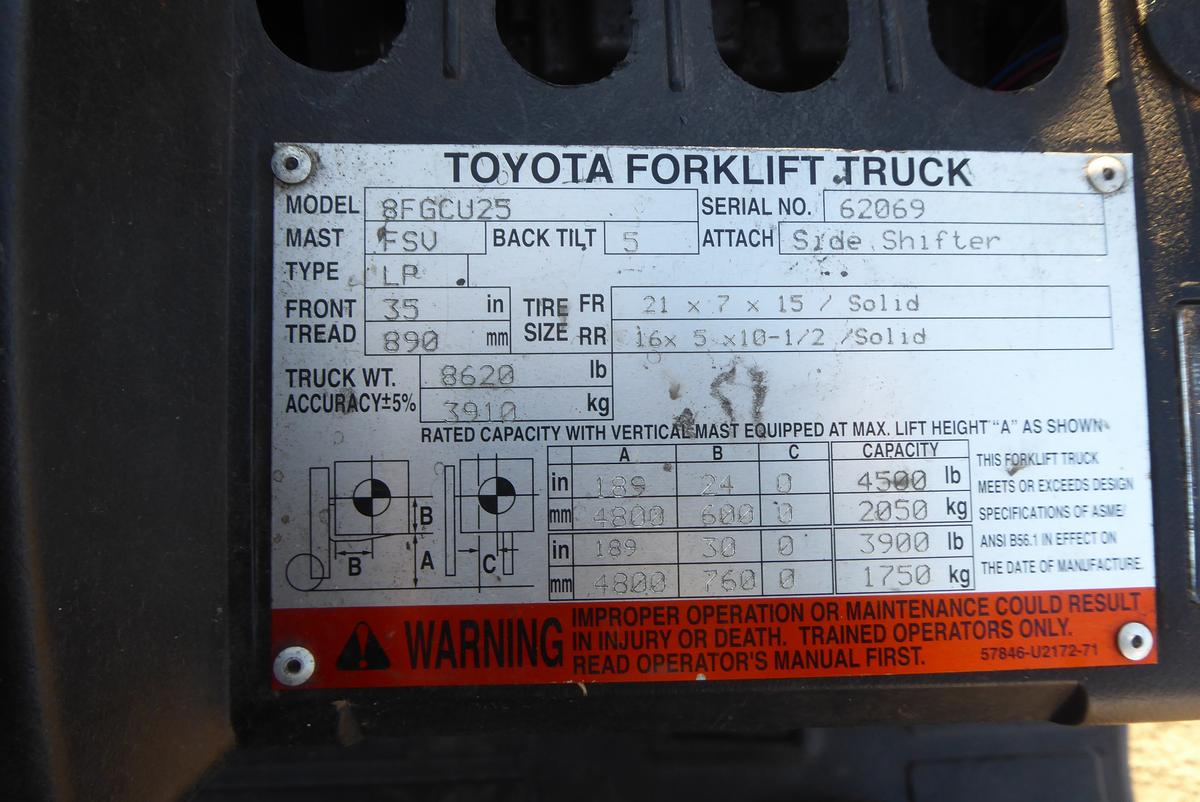 TOYOTA FORKLIFT TRUCK
MODEL 8FGCU25 SERIAL NO. 62069
MAST FSV BACK TILT 5 ATTACH Side Shifter
TYPE LP
FRONT TREAD 35 in TIRE SIZE FR 21 x 7 x 15 / Solid
890 mm RR 16x 5 x10-1/2 /Solid
TRUCK WT. 8620 lb
ACCURACY±5% 3910 kg
RATED CAPACITY WITH VERTICAL MAST EQUIPPED AT MAX. LIFT HEIGHT "A" AS SHOWN
A B C CAPACITY
in 189 24 0 4500 lb
mm 4800 600 0 2050 kg
in 189 30 0 3900 lb
mm 4800 760 0 1750 kg
B
B A C
THIS FORKLIFT TRUCK
MEETS OR EXCEEDS DESIGN
SPECIFICATIONS OF ASME/
ANSI B56.1 IN EFFECT ON
THE DATE OF MANUFACTURE.
WARNING
IMPROPER OPERATION OR MAINTENANCE COULD RESULT
IN INJURY OR DEATH. TRAINED OPERATORS ONLY.
READ OPERATOR'S MANUAL FIRST. 57846-U2172-71